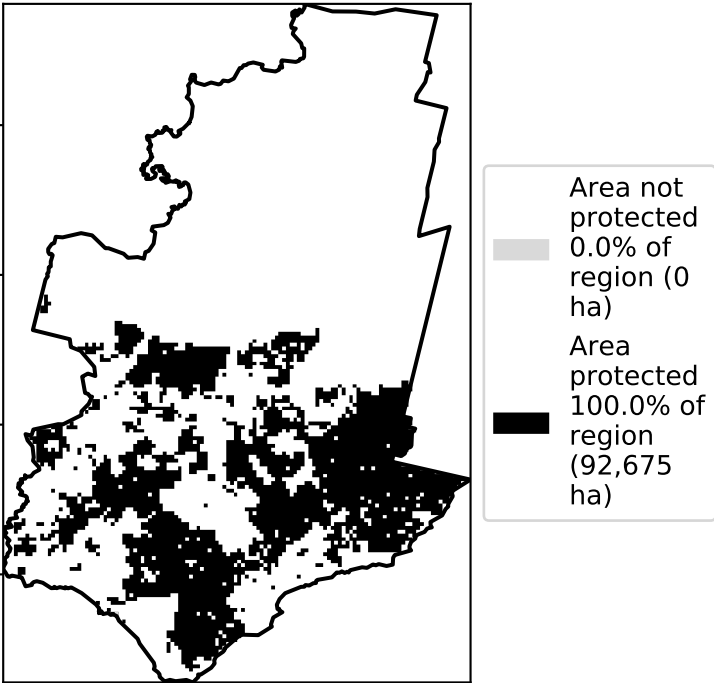 Area not
protected
0.0% of
region (0
ha)
Area
protected
100.0% of
region
(92,675
ha)